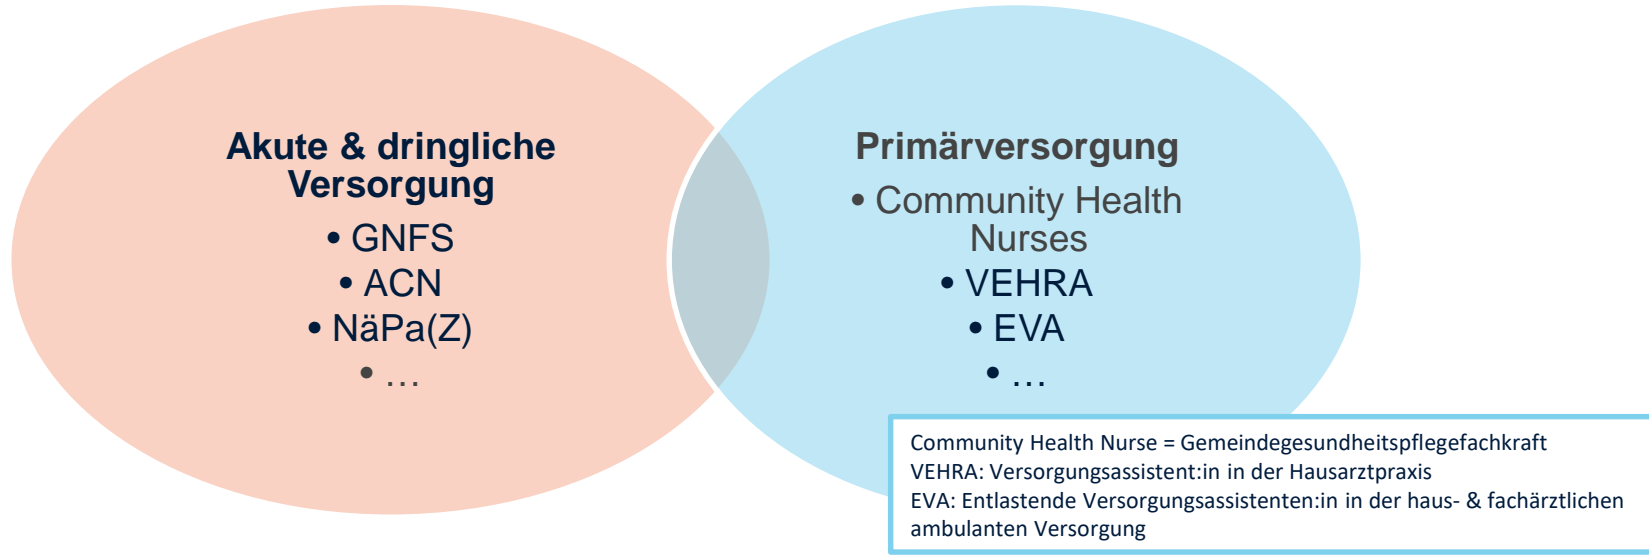 Akute & dringliche
Versorgung
• GNFS
• ACN
• NäPa(Z)
• …
Primärversorgung
• Community Health
Nurses
• VEHRA
• EVA
• …
Community Health Nurse = Gemeindegesundheitspflegefachkraft
VEHRA: Versorgungsassistent:in in der Hausarztpraxis
EVA: Entlastende Versorgungsassistenten:in in der haus- & fachärztlichen
ambulanten Versorgung